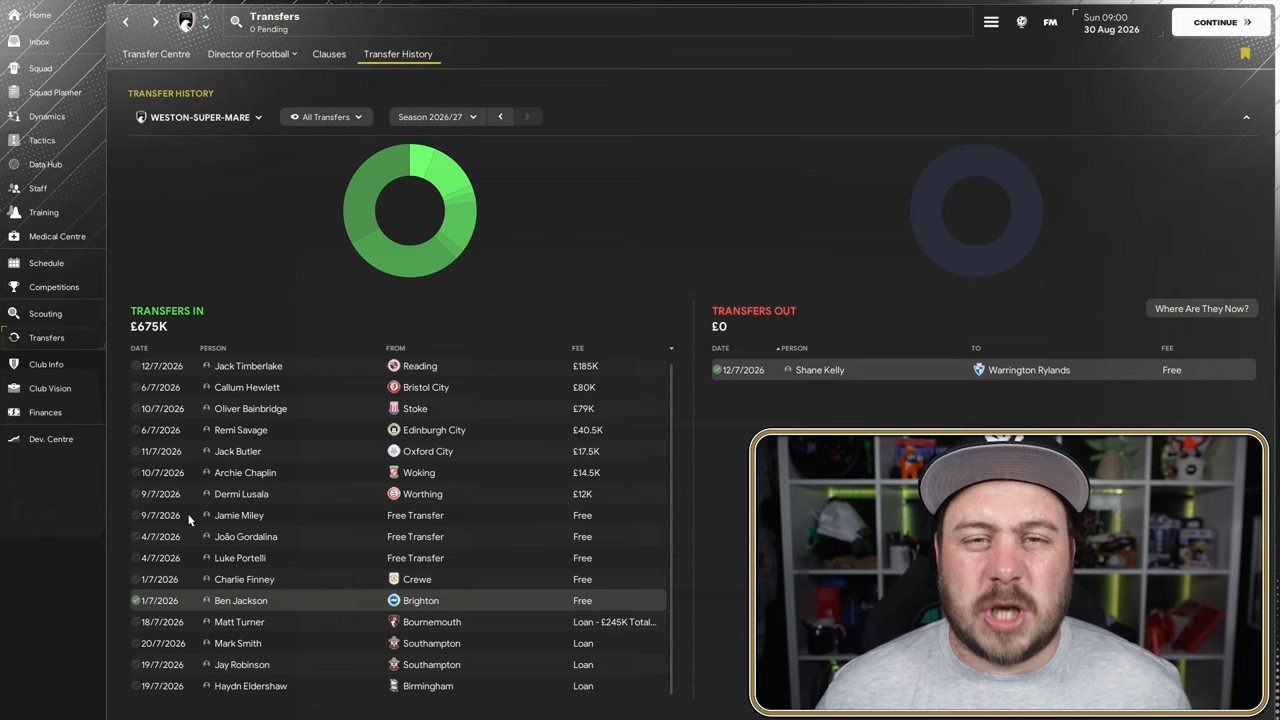 Home
Inbox
Squad
Squad Planner
Dynamics
Tactics
Data Hub
Staff
Training
Medical Centre
Schedule
Competitions
Scouting
Transfers
Club Info
Club Vision
Finances
Dev. Centre
Transfers
0 Pending
FM
Sun 09:00
30 Aug 2026
CONTINUE
Transfer Centre Director of Football Clauses Transfer History
TRANSFER HISTORY
WESTON-SUPER-MARE All Transfers Season 2026/27
TRANSFERS IN
£675K
DATE PERSON FROM FEE
12/7/2026 Jack Timberlake Reading £185K
6/7/2026 Callum Hewlett Bristol City £80K
10/7/2026 Oliver Bainbridge Stoke £79K
6/7/2026 Remi Savage Edinburgh City £40.5K
11/7/2026 Jack Butler Oxford City £17.5K
10/7/2026 Archie Chaplin Woking £14.5K
9/7/2026 Dermi Lusala Worthing £12K
9/7/2026 Jamie Miley Free Transfer Free
4/7/2026 João Gordalina Free Transfer Free
4/7/2026 Luke Portelli Free Transfer Free
1/7/2026 Charlie Finney Crewe Free
1/7/2026 Ben Jackson Brighton Free
18/7/2026 Matt Turner Bournemouth Loan - £245K Total...
20/7/2026 Mark Smith Southampton Loan
19/7/2026 Jay Robinson Southampton Loan
19/7/2026 Haydn Eldershaw Birmingham Loan
TRANSFERS OUT
£0
Where Are They Now?
DATE PERSON TO FEE
12/7/2026 Shane Kelly Warrington Rylands Free